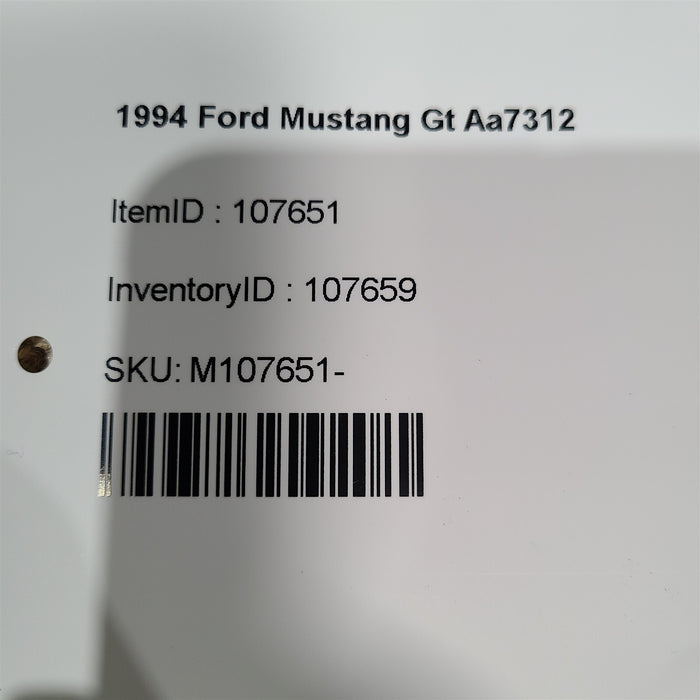 1994 Ford Mustang Gt Aa7312
ItemID : 107651
InventoryID : 107659
SKU: M107651-